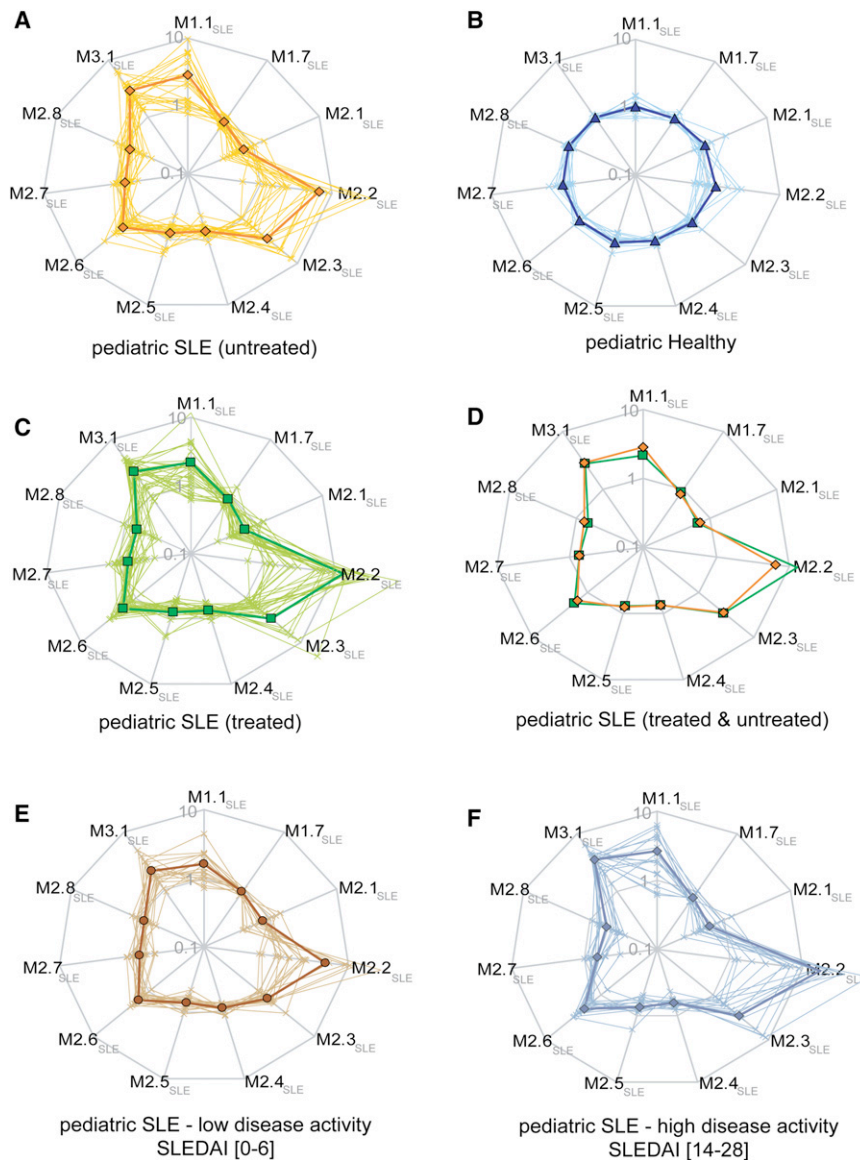 A
M1.1SLE
10
M3.1SLE
M1.7SLE
M2.8SLE
1
M2.1SLE
0.1
M2.7SLE
M2.2SLE
M2.6SLE
M2.3SLE
M2.5SLE
M2.4SLE
pediatric SLE (untreated)
B
M1.1SLE
10
M3.1SLE
M1.7SLE
M2.8SLE
1
M2.1SLE
0.1
M2.7SLE
M2.2SLE
M2.6SLE
M2.3SLE
M2.5SLE
M2.4SLE
pediatric Healthy
C
M1.1SLE
10
M3.1SLE
M1.7SLE
M2.8SLE
1
M2.1SLE
0.1
M2.7SLE
M2.2SLE
M2.6SLE
M2.3SLE
M2.5SLE
M2.4SLE
pediatric SLE (treated)
D
M1.1SLE
10
M3.1SLE
M1.7SLE
M2.8SLE
1
M2.1SLE
0.1
M2.7SLE
M2.2SLE
M2.6SLE
M2.3SLE
M2.5SLE
M2.4SLE
pediatric SLE (treated & untreated)
E
M1.1SLE
10
M3.1SLE
M1.7SLE
M2.8SLE
1
M2.1SLE
0.1
M2.7SLE
M2.2SLE
M2.6SLE
M2.3SLE
M2.5SLE
M2.4SLE
pediatric SLE - low disease activity
SLEDAI [0-6]
F
M1.1SLE
10
M3.1SLE
M1.7SLE
M2.8SLE
1
M2.1SLE
0.1
M2.7SLE
M2.2SLE
M2.6SLE
M2.3SLE
M2.5SLE
M2.4SLE
pediatric SLE - high disease activity
SLEDAI [14-28]